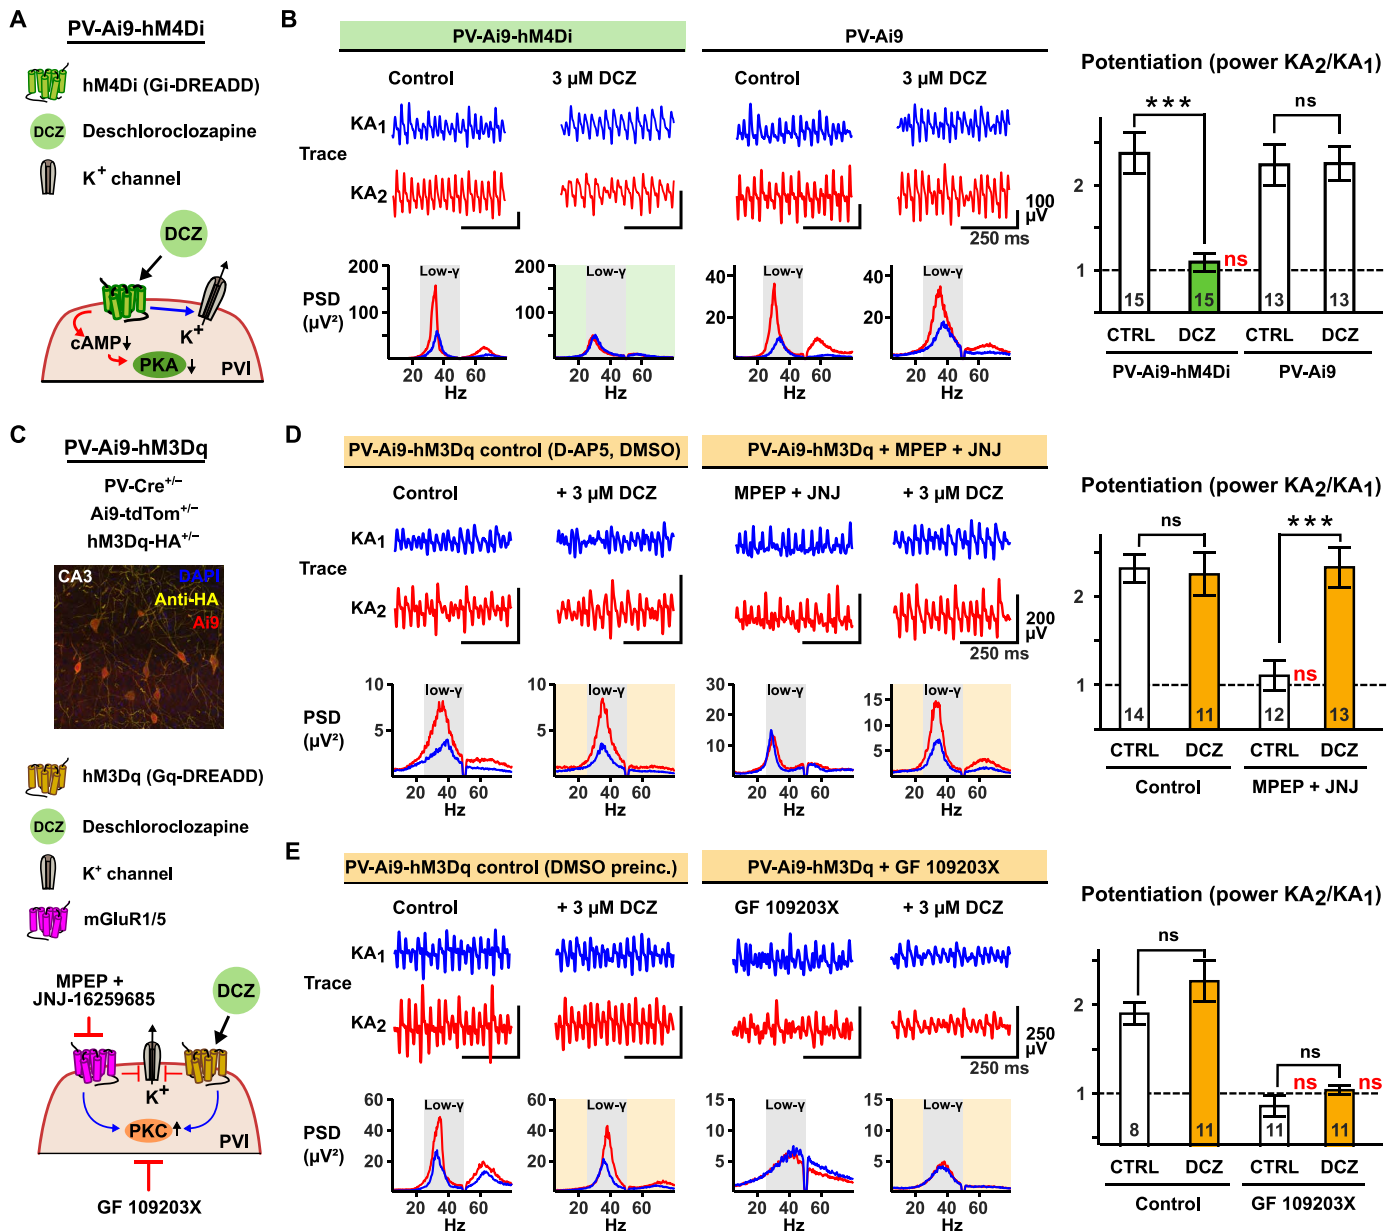 A
PV-Ai9-hM4Di
hM4Di (Gi-DREADD)
DCZ
Deschloroclozapine
K+ channel
DCZ
cAMP
K+
PKA
PVI
B
PV-Ai9-hM4Di
PV-Ai9
Control
3 µM DCZ
Control
3 µM DCZ
KA1
Trace
KA2
100
µV
250 ms
PSD
(µV²)
200
100
Low-γ
20 40 60
Hz
200
100
Low-γ
20 40 60
Hz
40
20
Low-γ
20 40 60
Hz
40
20
Low-γ
20 40 60
Hz
Potentiation (power KA2/KA1)
***
ns
2
1
ns
15
15
13
13
CTRL
DCZ
CTRL
DCZ
PV-Ai9-hM4Di
PV-Ai9
C
PV-Ai9-hM3Dq
PV-Cre+/−
Ai9-tdTom+/−
hM3Dq-HA+/−
CA3
DAPI
Anti-HA
Ai9
hM3Dq (Gq-DREADD)
DCZ
Deschloroclozapine
K+ channel
mGluR1/5
MPEP +
JNJ-16259685
DCZ
K+
PKC
PVI
GF 109203X
D
PV-Ai9-hM3Dq control (D-AP5, DMSO)
PV-Ai9-hM3Dq + MPEP + JNJ
Control
+ 3 µM DCZ
MPEP + JNJ
+ 3 µM DCZ
KA1
Trace
KA2
200
µV
250 ms
PSD
(µV²)
10
5
low-γ
20 40 60
Hz
10
5
low-γ
20 40 60
Hz
30
20
10
low-γ
20 40 60
Hz
15
10
5
low-γ
20 40 60
Hz
Potentiation (power KA2/KA1)
ns
***
2
1
ns
14
11
12
13
CTRL
DCZ
CTRL
DCZ
Control
MPEP + JNJ
E
PV-Ai9-hM3Dq control (DMSO preinc.)
PV-Ai9-hM3Dq + GF 109203X
Control
+ 3 µM DCZ
GF 109203X
+ 3 µM DCZ
KA1
Trace
KA2
250
µV
250 ms
PSD
(µV²)
60
40
20
Low-γ
20 40 60
Hz
60
40
20
Low-γ
20 40 60
Hz
15
10
5
Low-γ
20 40 60
Hz
15
10
5
Low-γ
20 40 60
Hz
Potentiation (power KA2/KA1)
ns
ns
2
1
ns
ns
8
11
11
11
CTRL
DCZ
CTRL
DCZ
Control
GF 109203X